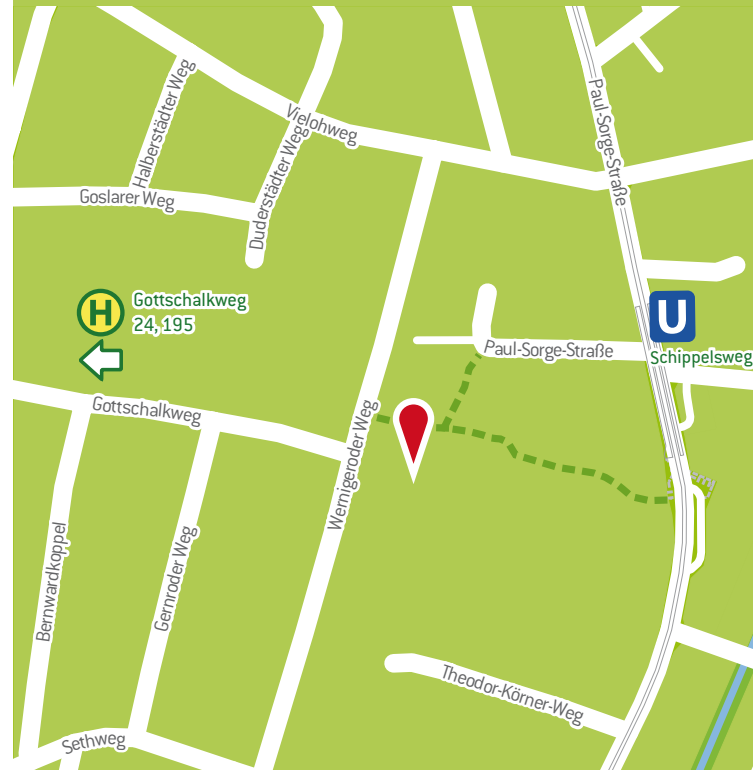 Halberstädter Weg
Vielohweg
Paul-Sorge-Straße
Goslarer Weg
Duderstädter Weg
H
Gottschalkweg
24, 195
U
Schippelsweg
Paul-Sorge-Straße
Gottschalkweg
Wernigeroder Weg
Bernwardkoppel
Gernroder Weg
Theodor-Körner-Weg
Sethweg